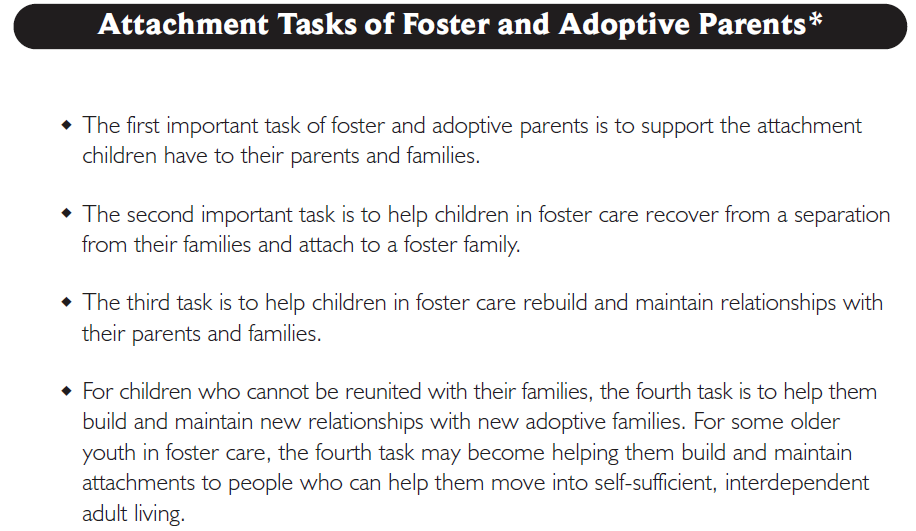 Attachment Tasks of Foster and Adoptive Parents*
◆ The first important task of foster and adoptive parents is to support the attachment
children have to their parents and families.
◆ The second important task is to help children in foster care recover from a separation
from their families and attach to a foster family.
◆ The third task is to help children in foster care rebuild and maintain relationships with
their parents and families.
◆ For children who cannot be reunited with their families, the fourth task is to help them
build and maintain new relationships with new adoptive families. For some older
youth in foster care, the fourth task may become helping them build and maintain
attachments to people who can help them move into self-sufficient, interdependent
adult living.